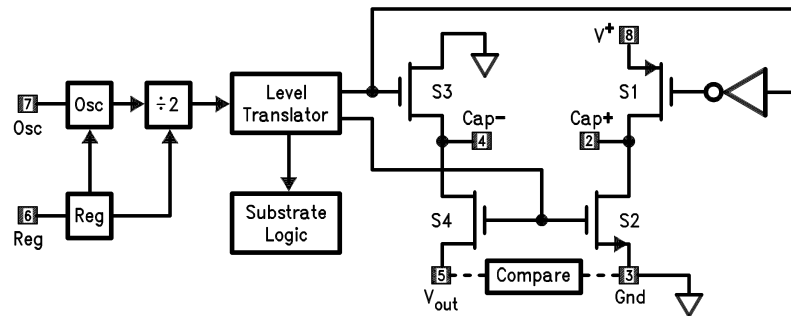 V+
8
S3
S1
7
Osc
Osc
÷2
Level
Translator
Cap-
4
Cap+
2
6
Reg
Reg
Substrate
Logic
S4
S2
5
Compare
3
Vout
Gnd